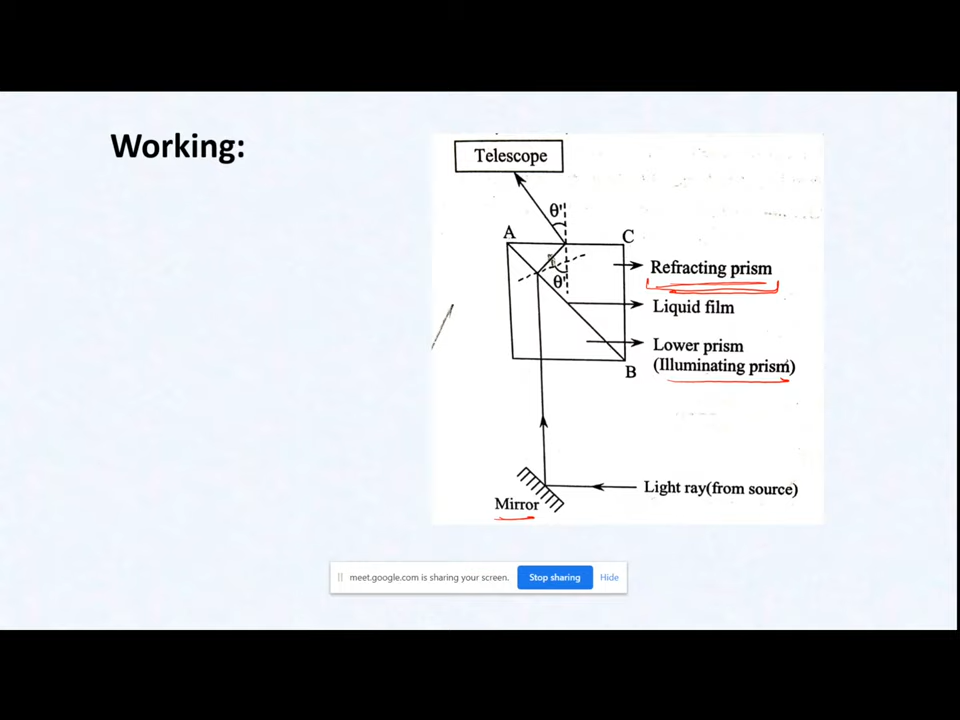 Working:
Telescope
θ'
A
C
Refracting prism
θ'
Liquid film
Lower prism
(Illuminating prism)
B
Light ray(from source)
Mirror
meet.google.com is sharing your screen.
Stop sharing
Hide